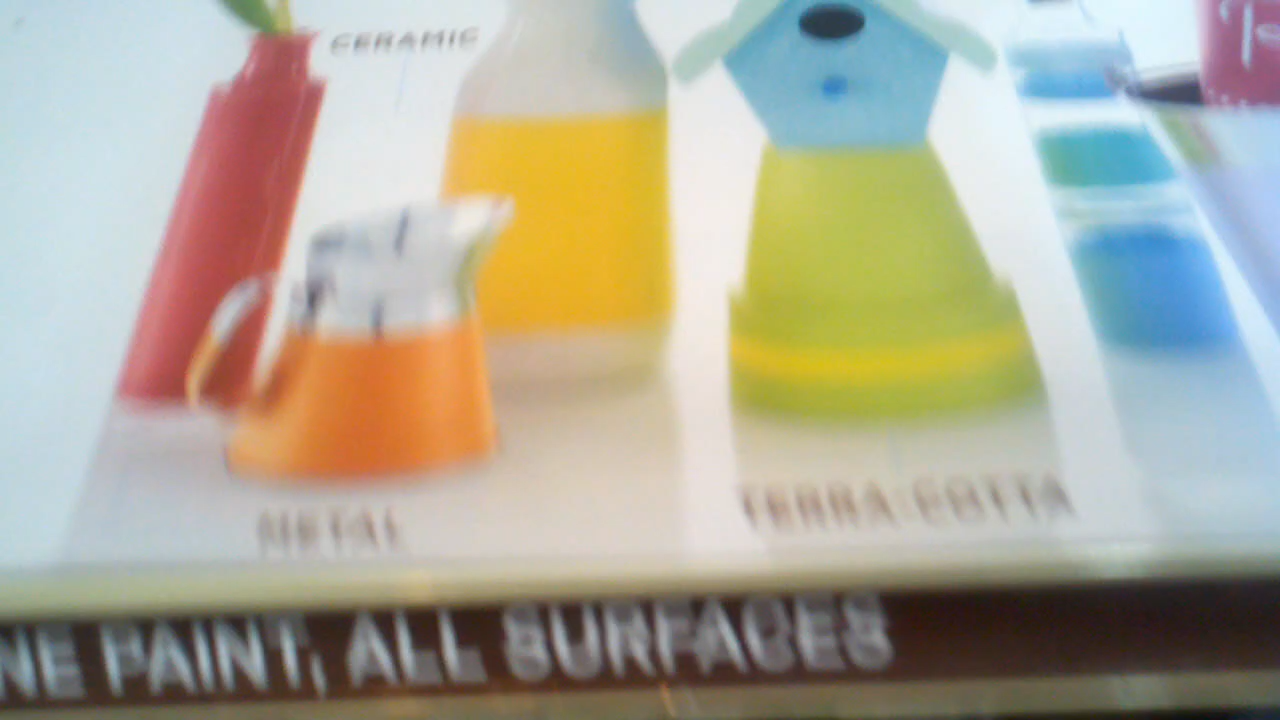 CERAMIC
METAL
TERRA-COTTA
NE PAINT, ALL SURFACES